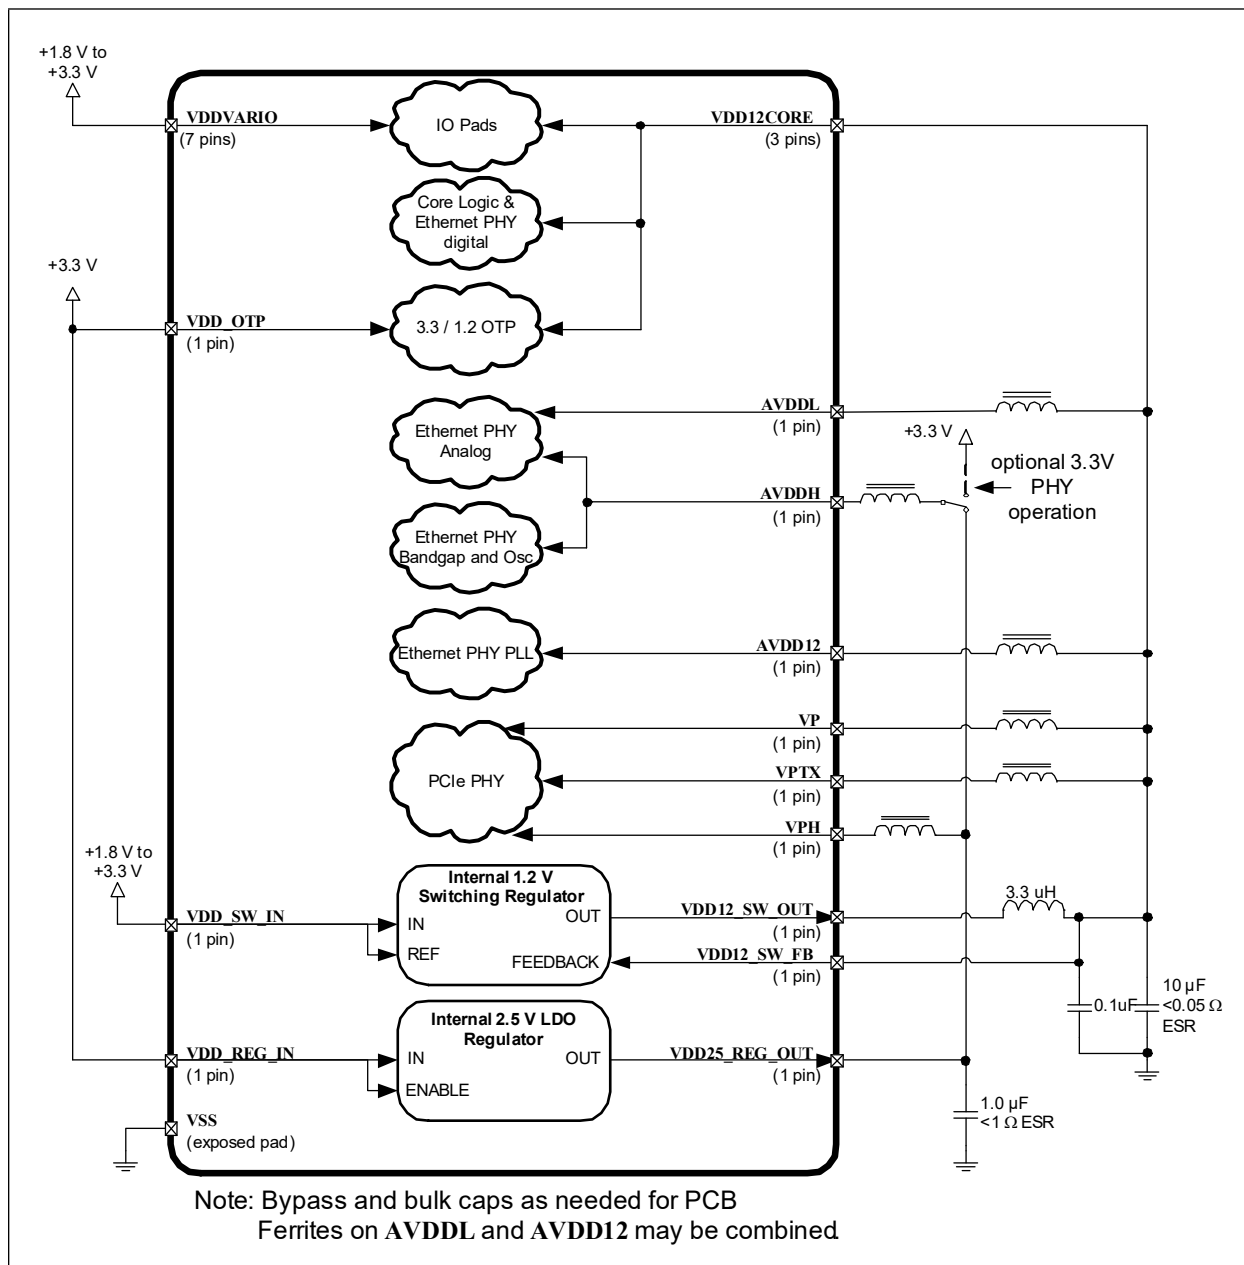 +1.8 V to
+3.3 V
VDDVARIO
(7 pins)
IO Pads
VDD12CORE
(3 pins)
Core Logic &
Ethernet PHY
digital
+3.3 V
VDD_OTP
(1 pin)
3.3 / 1.2 OTP
AVDDL
(1 pin)
Ethernet PHY
Analog
+3.3 V
optional 3.3V
PHY
operation
AVDDH
(1 pin)
Ethernet PHY
Bandgap and Osc
AVDD12
(1 pin)
Ethernet PHY PLL
VP
(1 pin)
PCIe PHY
VPTX
(1 pin)
VPH
(1 pin)
+1.8 V to
+3.3 V
Internal 1.2 V
Switching Regulator
VDD_SW_IN
(1 pin)
IN
REF
OUT
FEEDBACK
VDD12_SW_OUT
(1 pin)
3.3 uH
VDD12_SW_FB
(1 pin)
0.1uF
10 µF
<0.05 Ω
ESR
Internal 2.5 V LDO
Regulator
VDD_REG_IN
(1 pin)
IN
ENABLE
OUT
VDD25_REG_OUT
(1 pin)
1.0 µF
<1 Ω ESR
VSS
(exposed pad)
Note: Bypass and bulk caps as needed for PCB
Ferrites on AVDDL and AVDD12 may be combined.